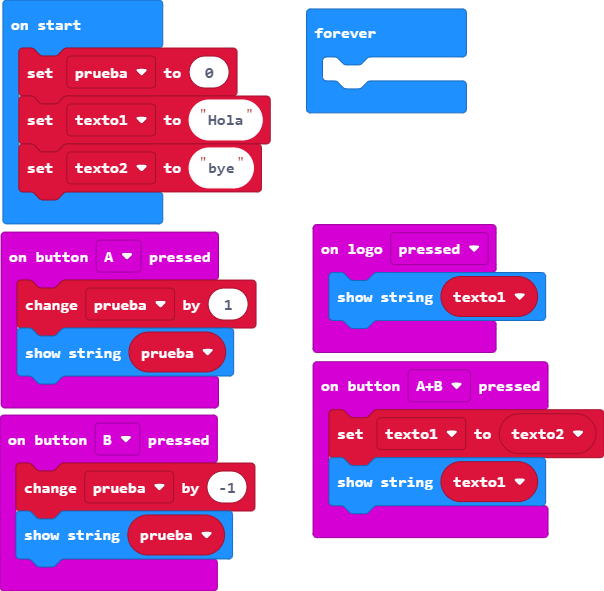 on start
set prueba to 0
set texto1 to "Hola"
set texto2 to "bye"
forever
on button A pressed
change prueba by 1
show string prueba
on button B pressed
change prueba by -1
show string prueba
on logo pressed
show string texto1
on button A+B pressed
set texto1 to texto2
show string texto1